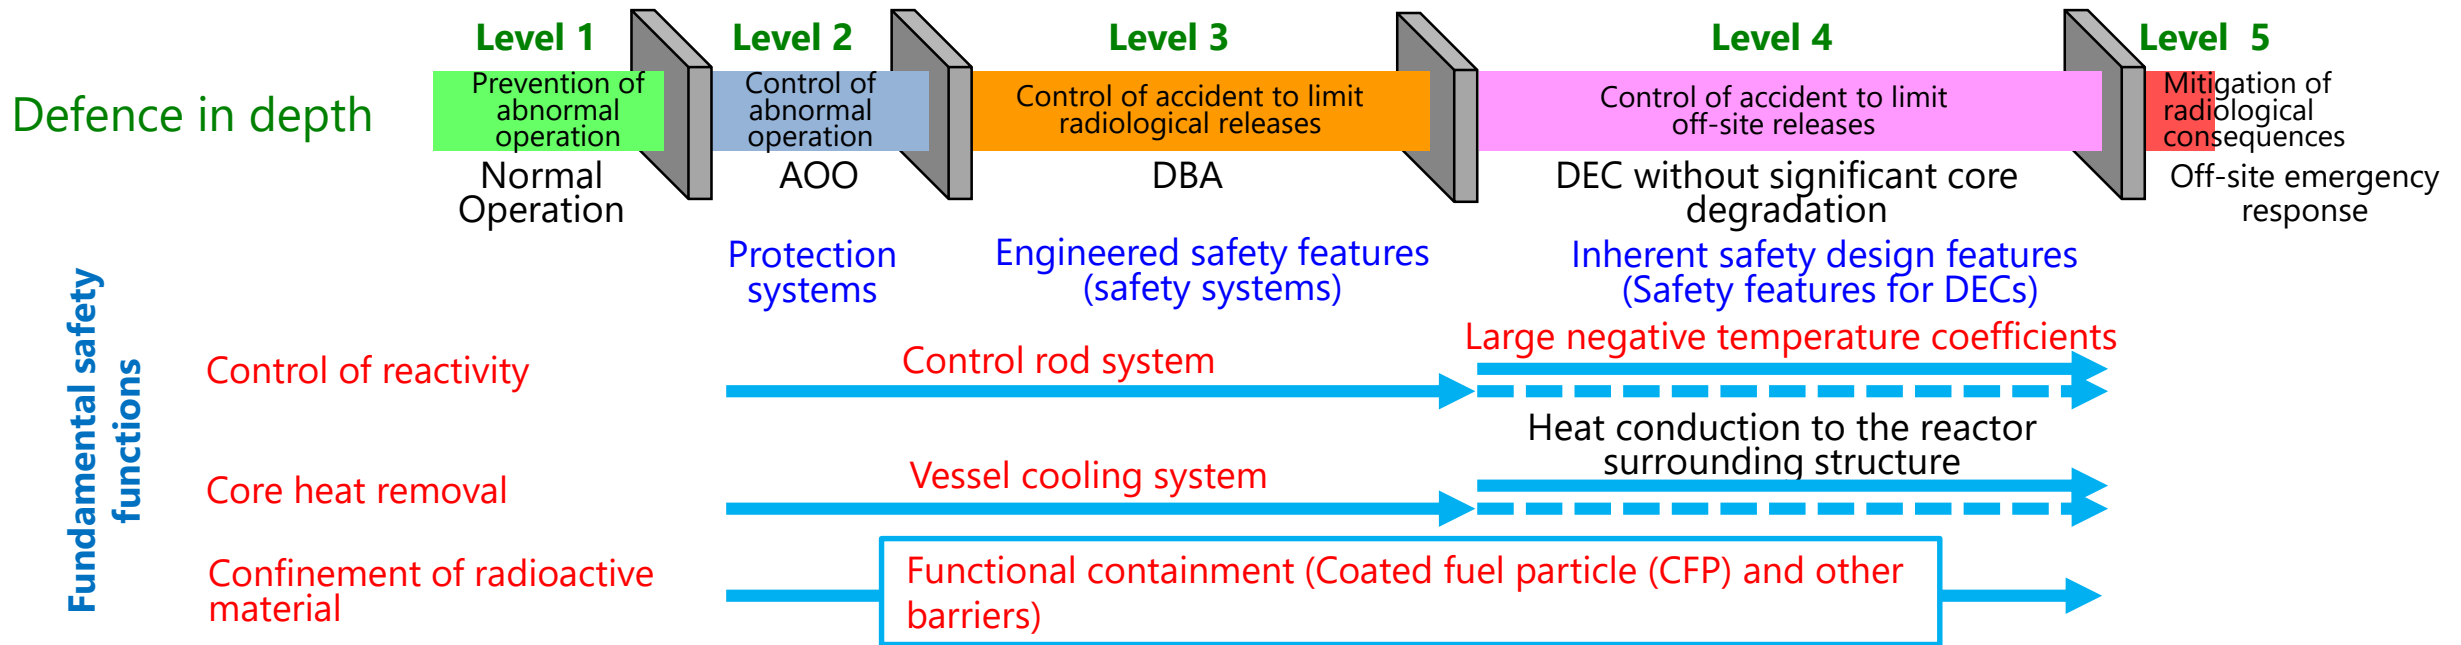 Level 1
Level 2
Level 3
Level 4
Level  5
Defence in depth
Prevention of
abnormal
operation
Control of
abnormal
operation
Control of accident to limit
radiological releases
Control of accident to limit
off-site releases
Mitigation of
radiological
consequences
Normal
Operation
AOO
DBA
DEC without significant core
degradation
Off-site emergency
response
Protection
systems
Engineered safety features
(safety systems)
Inherent safety design features
(Safety features for DECs)
Fundamental safety
functions
Control of reactivity
Control rod system
Large negative temperature coefficients
Core heat removal
Vessel cooling system
Heat conduction to the reactor
surrounding structure
Confinement of radioactive
material
Functional containment (Coated fuel particle (CFP) and other
barriers)